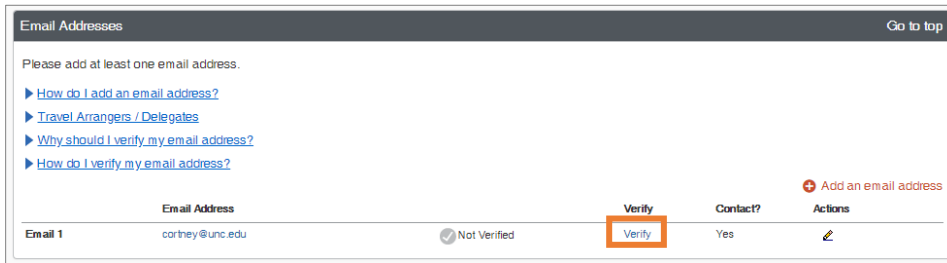 Email Addresses Go to top
Please add at least one email address.
How do I add an email address?
Travel Arrangers / Delegates
Why should I verify my email address?
How do I verify my email address?
Add an email address
Email Address Verify Contact? Actions
Email 1 cortney@unc.edu Not Verified Verify Yes